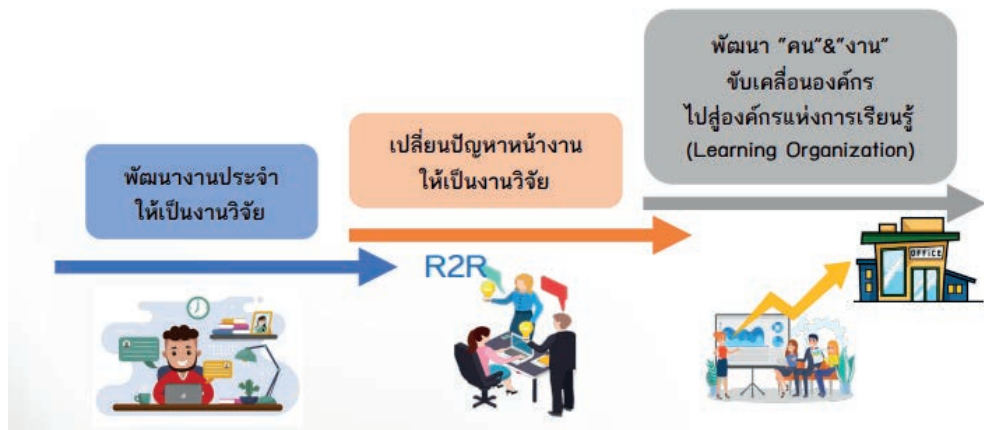 พัฒนางานประจำ
ให้เป็นงานวิจัย
เปลี่ยนปัญหาหน้างาน
ให้เป็นงานวิจัย
พัฒนา "คน"&"งาน"
ขับเคลื่อนองค์กร
ไปสู่องค์กรแห่งการเรียนรู้
(Learning Organization)
R2R
OFFICE